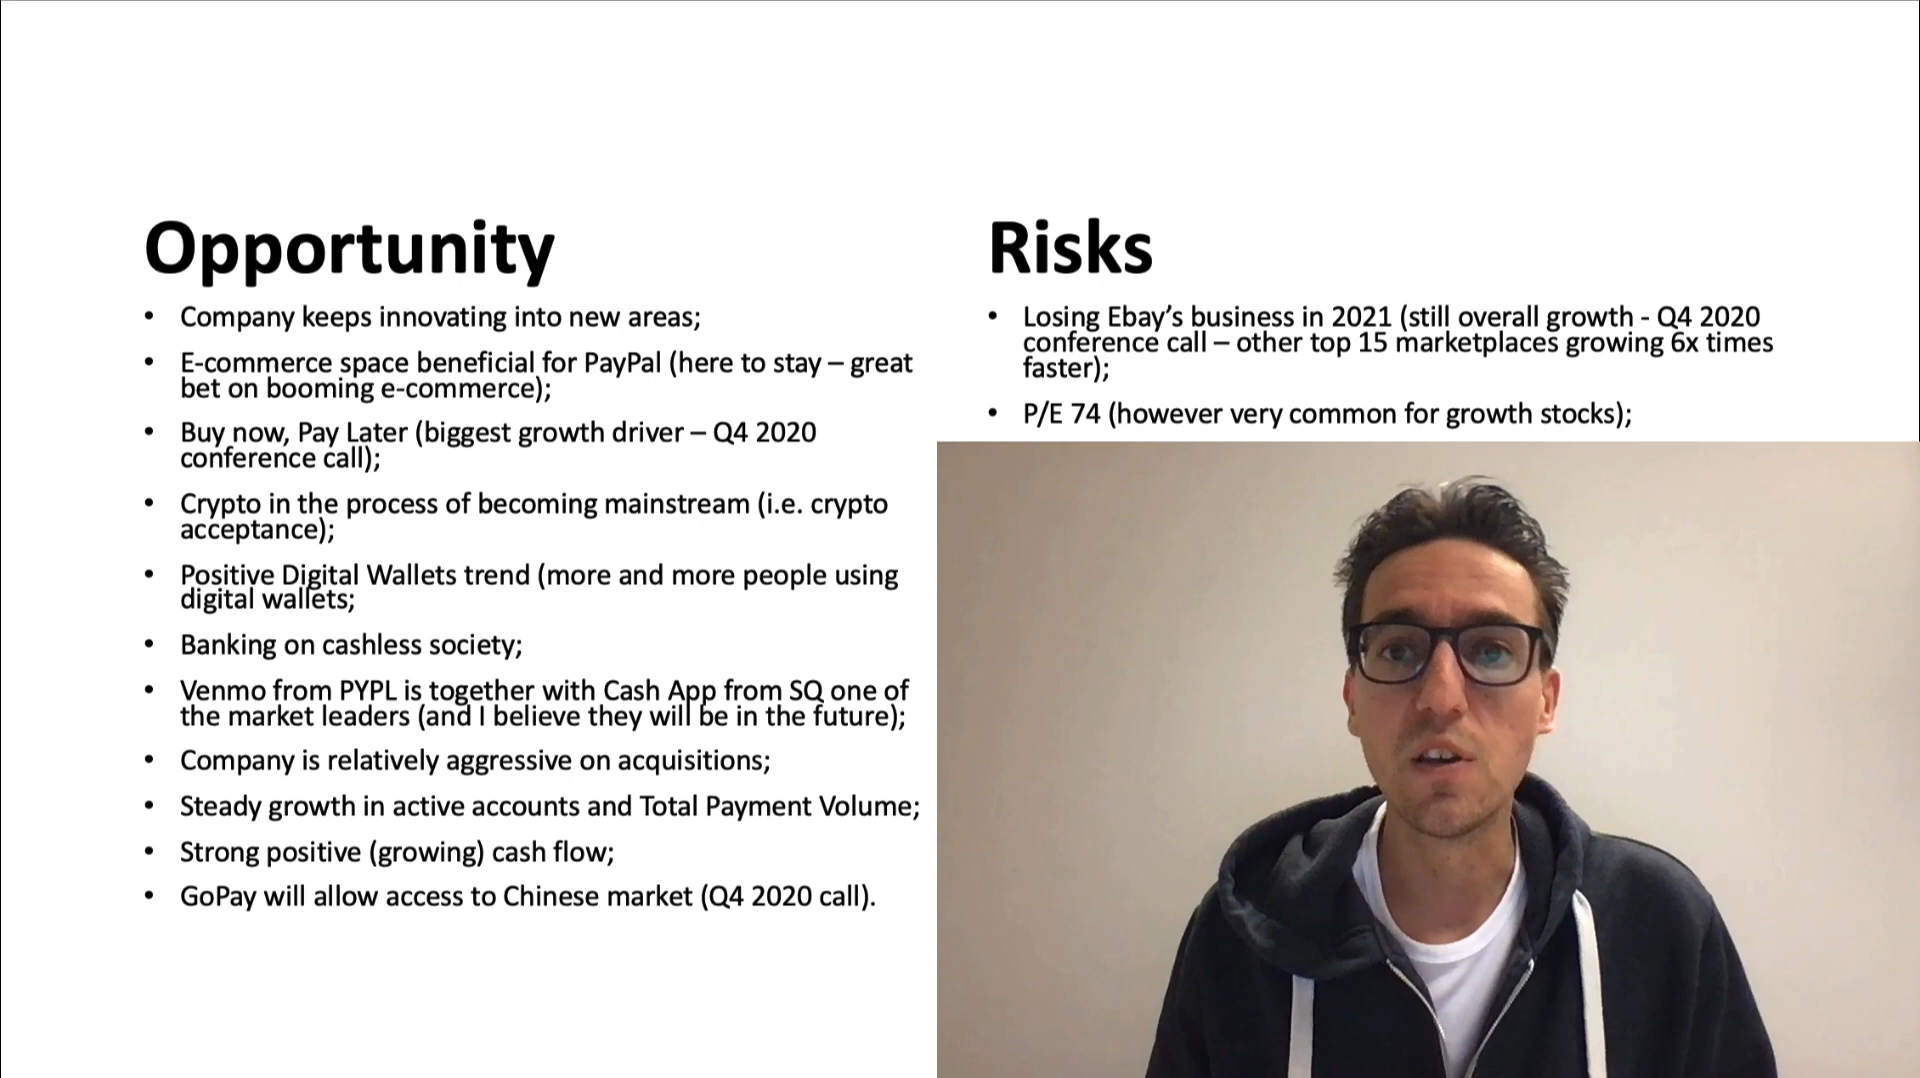 Opportunity
• Company keeps innovating into new areas;
• E-commerce space beneficial for PayPal (here to stay – great
bet on booming e-commerce);
• Buy now, Pay Later (biggest growth driver – Q4 2020
conference call);
• Crypto in the process of becoming mainstream (i.e. crypto
acceptance);
• Positive Digital Wallets trend (more and more people using
digital wallets;
• Banking on cashless society;
• Venmo from PYPL is together with Cash App from SQ one of
the market leaders (and I believe they will be in the future);
• Company is relatively aggressive on acquisitions;
• Steady growth in active accounts and Total Payment Volume;
• Strong positive (growing) cash flow;
• GoPay will allow access to Chinese market (Q4 2020 call).
Risks
• Losing Ebay’s business in 2021 (still overall growth - Q4 2020
conference call – other top 15 marketplaces growing 6x times
faster);
• P/E 74 (however very common for growth stocks);